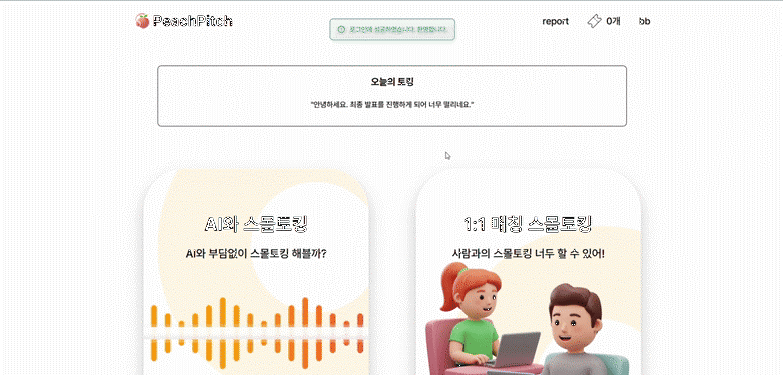 PeachPitch
로그인에 성공하였습니다. 환영합니다.
report
0개
bb
오늘의 토킹
"안녕하세요. 최종 발표를 진행하게 되어 너무 떨리네요."
AI와 스몰토킹
AI와 부담없이 스몰토킹 해볼까?
1:1 매칭 스몰토킹
사람과의 스몰토킹 너두 할 수 있어!